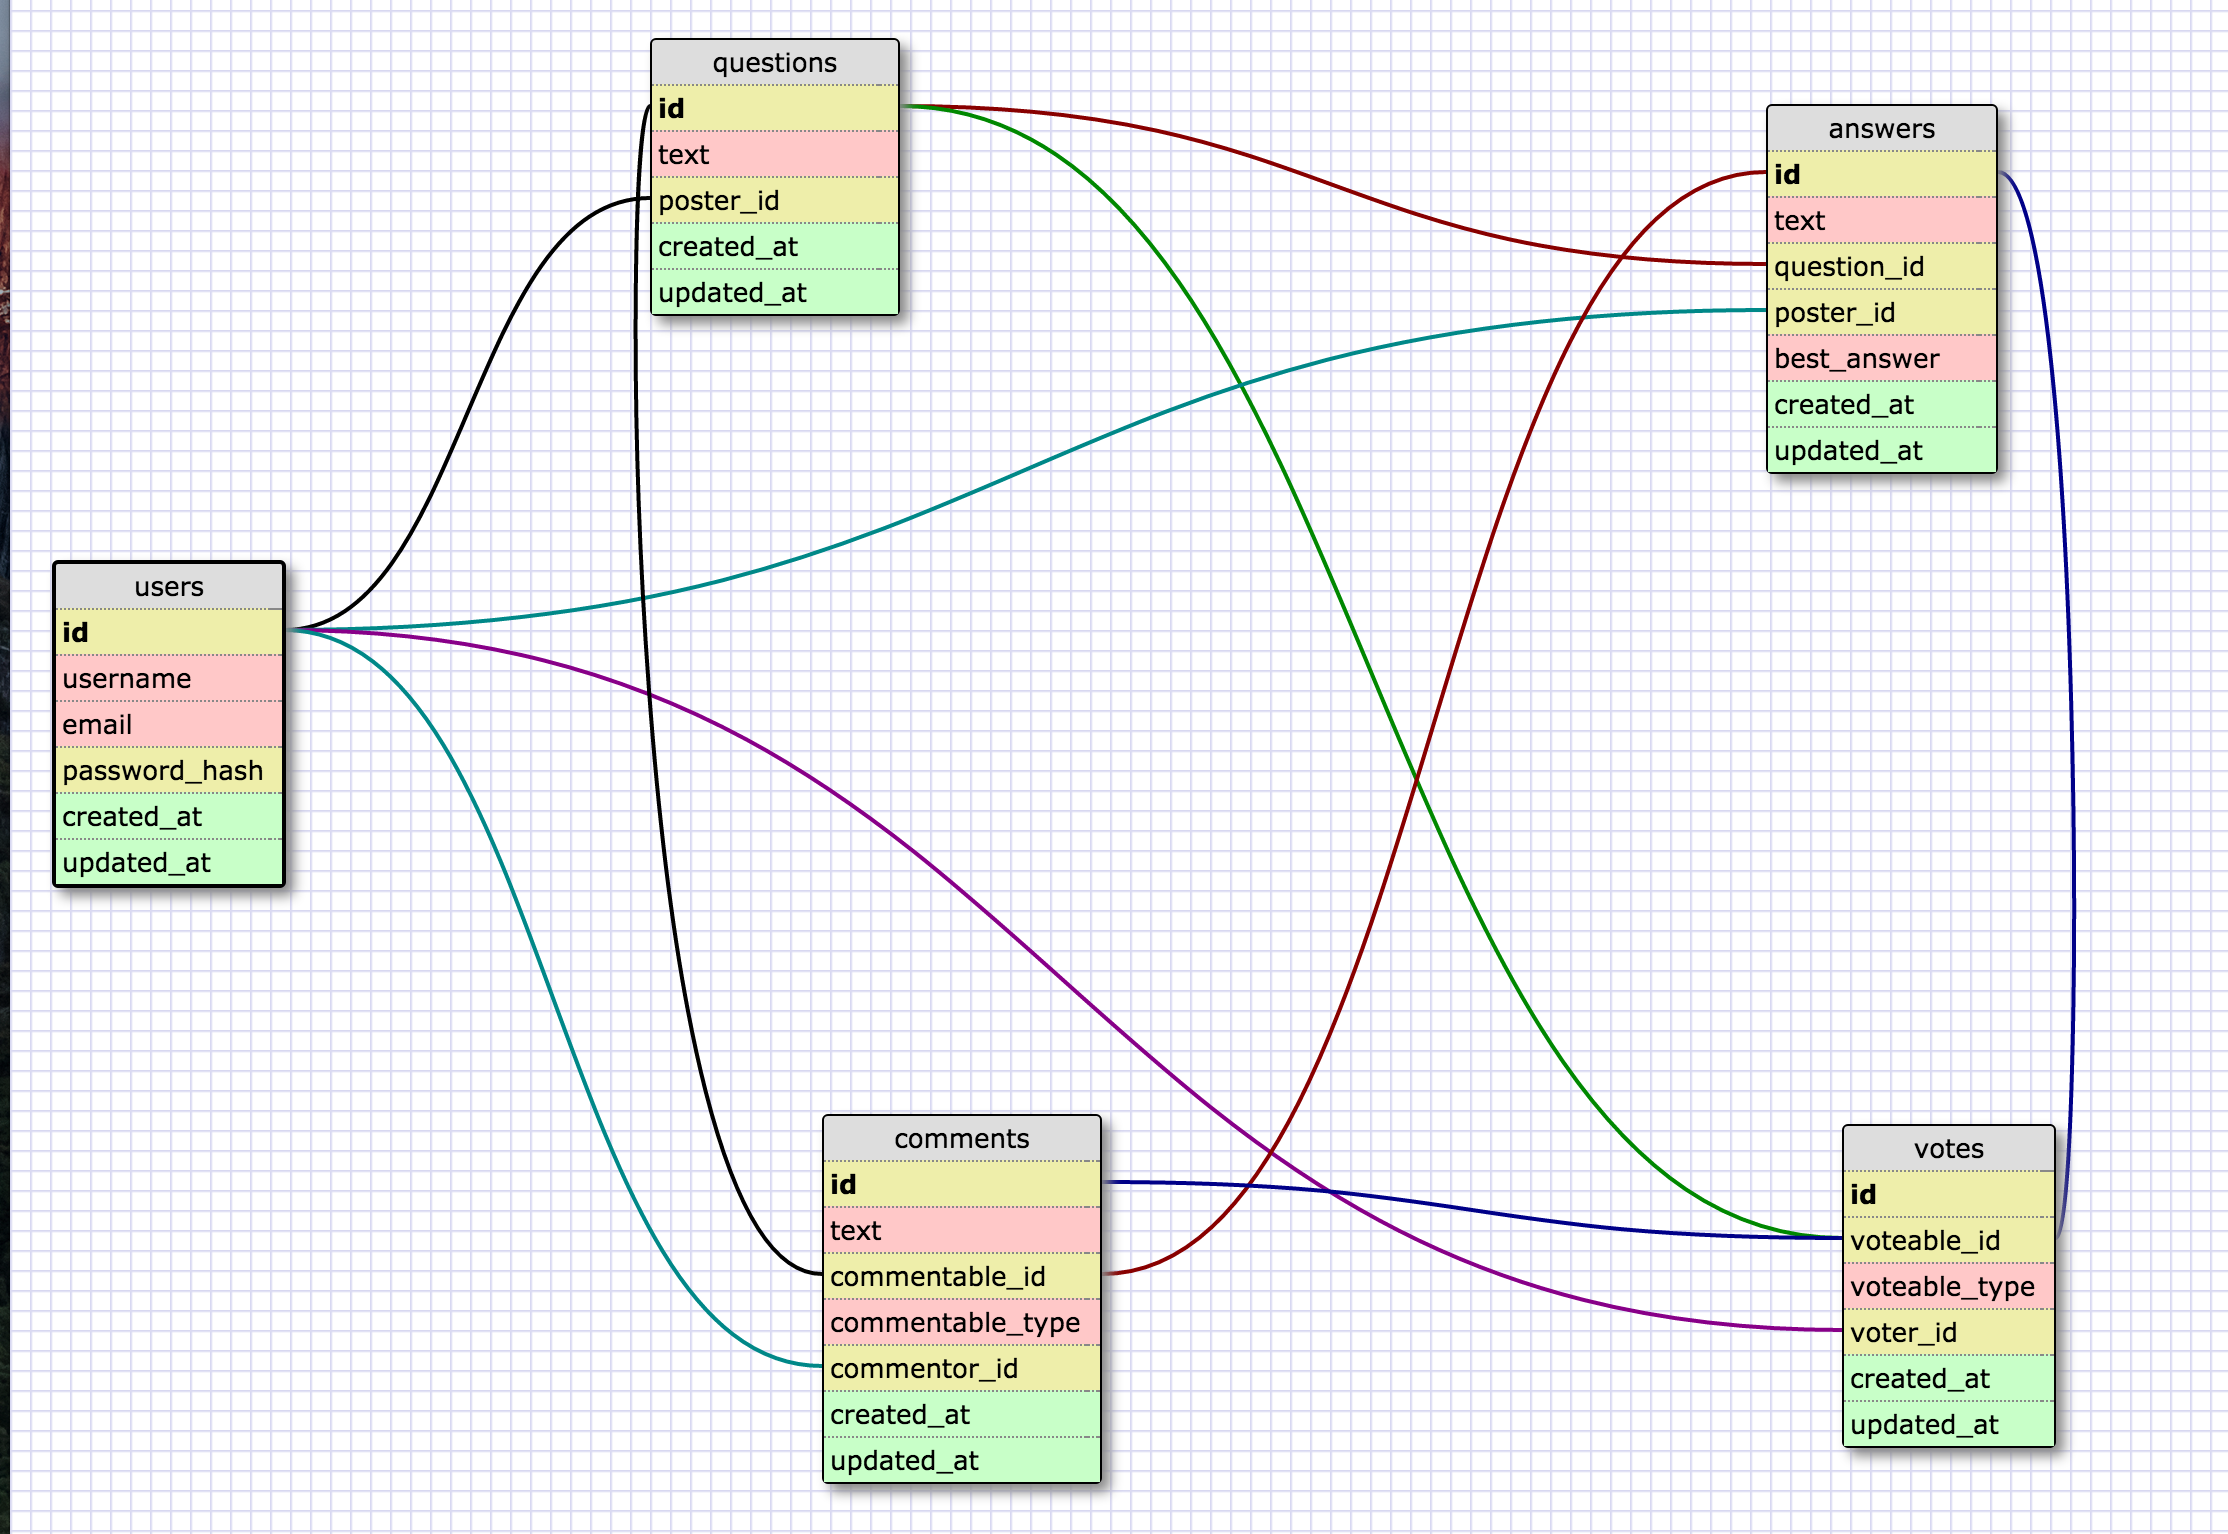 questions
id
text
poster_id
created_at
updated_at
answers
id
text
question_id
poster_id
best_answer
created_at
updated_at
users
id
username
email
password_hash
created_at
updated_at
comments
id
text
commentable_id
commentable_type
commentor_id
created_at
updated_at
votes
id
voteable_id
voteable_type
voter_id
created_at
updated_at